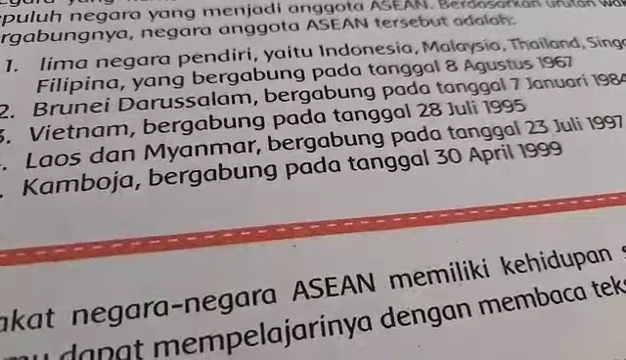 puluh negara yang menjadi anggota ASEAN. Berdasarkan urutan
rgabungnya, negara anggota ASEAN tersebut adalah:
1. lima negara pendiri, yaitu Indonesia, Malaysia, Thailand, Sing
Filipina, yang bergabung pada tanggal 8 Agustus 1967
2. Brunei Darussalam, bergabung pada tanggal 7 Januari 1984
3. Vietnam, bergabung pada tanggal 28 Juli 1995
. Laos dan Myanmar, bergabung pada tanggal 23 Juli 1997
. Kamboja, bergabung pada tanggal 30 April 1999
akat negara-negara ASEAN memiliki kehidupan
dapat mempelajarinya dengan membaca tek